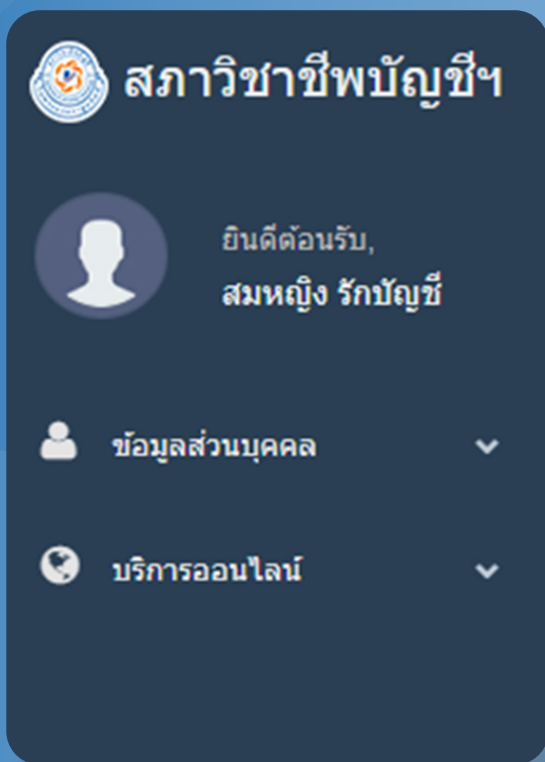 สภาวิชาชีพบัญชีฯ
ยินดีต้อนรับ,
สมหญิง รักบัญชี
ข้อมูลส่วนบุคคล
บริการออนไลน์